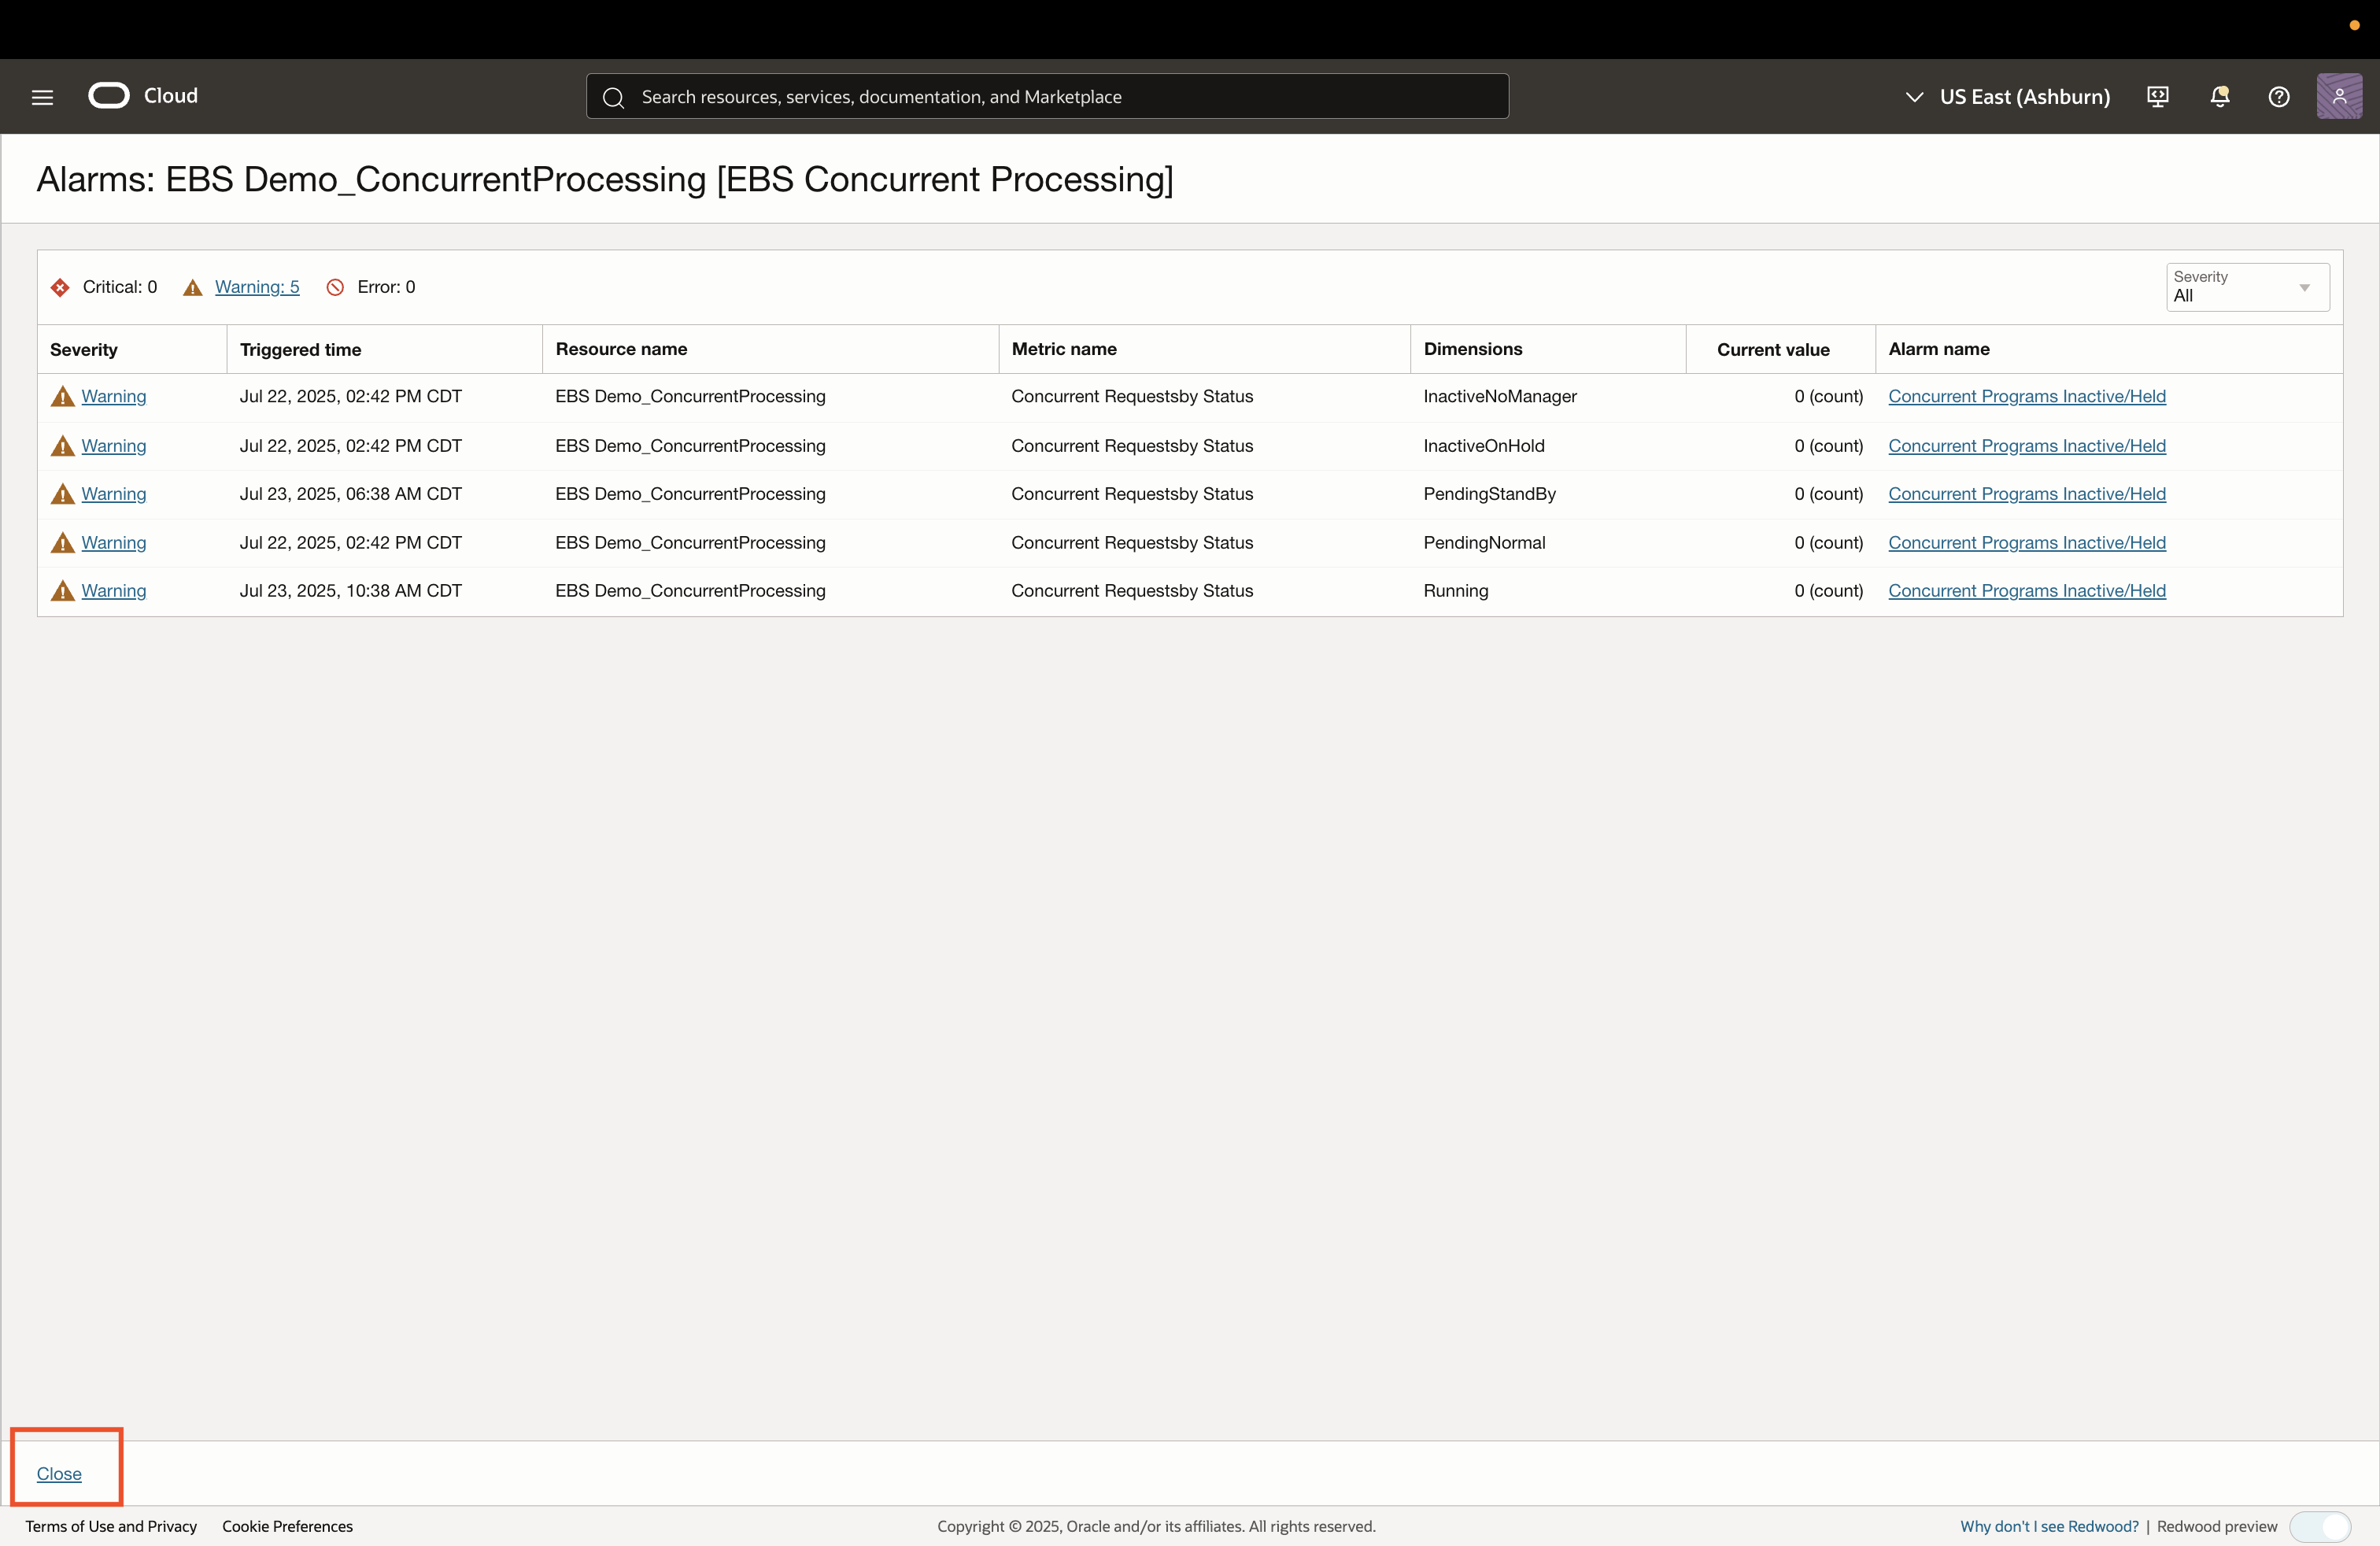 Cloud
Search resources, services, documentation, and Marketplace
US East (Ashburn)
Alarms: EBS Demo_ConcurrentProcessing [EBS Concurrent Processing]
Critical: 0 Warning: 5 Error: 0
Severity
All
Severity Triggered time Resource name Metric name Dimensions Current value Alarm name
Warning Jul 22, 2025, 02:42 PM CDT EBS Demo_ConcurrentProcessing Concurrent Requestsby Status InactiveNoManager 0 (count) Concurrent Programs Inactive/Held
Warning Jul 22, 2025, 02:42 PM CDT EBS Demo_ConcurrentProcessing Concurrent Requestsby Status InactiveOnHold 0 (count) Concurrent Programs Inactive/Held
Warning Jul 23, 2025, 06:38 AM CDT EBS Demo_ConcurrentProcessing Concurrent Requestsby Status PendingStandBy 0 (count) Concurrent Programs Inactive/Held
Warning Jul 22, 2025, 02:42 PM CDT EBS Demo_ConcurrentProcessing Concurrent Requestsby Status PendingNormal 0 (count) Concurrent Programs Inactive/Held
Warning Jul 23, 2025, 10:38 AM CDT EBS Demo_ConcurrentProcessing Concurrent Requestsby Status Running 0 (count) Concurrent Programs Inactive/Held
Close
Terms of Use and Privacy Cookie Preferences Copyright © 2025, Oracle and/or its affiliates. All rights reserved. Why don't I see Redwood? | Redwood preview